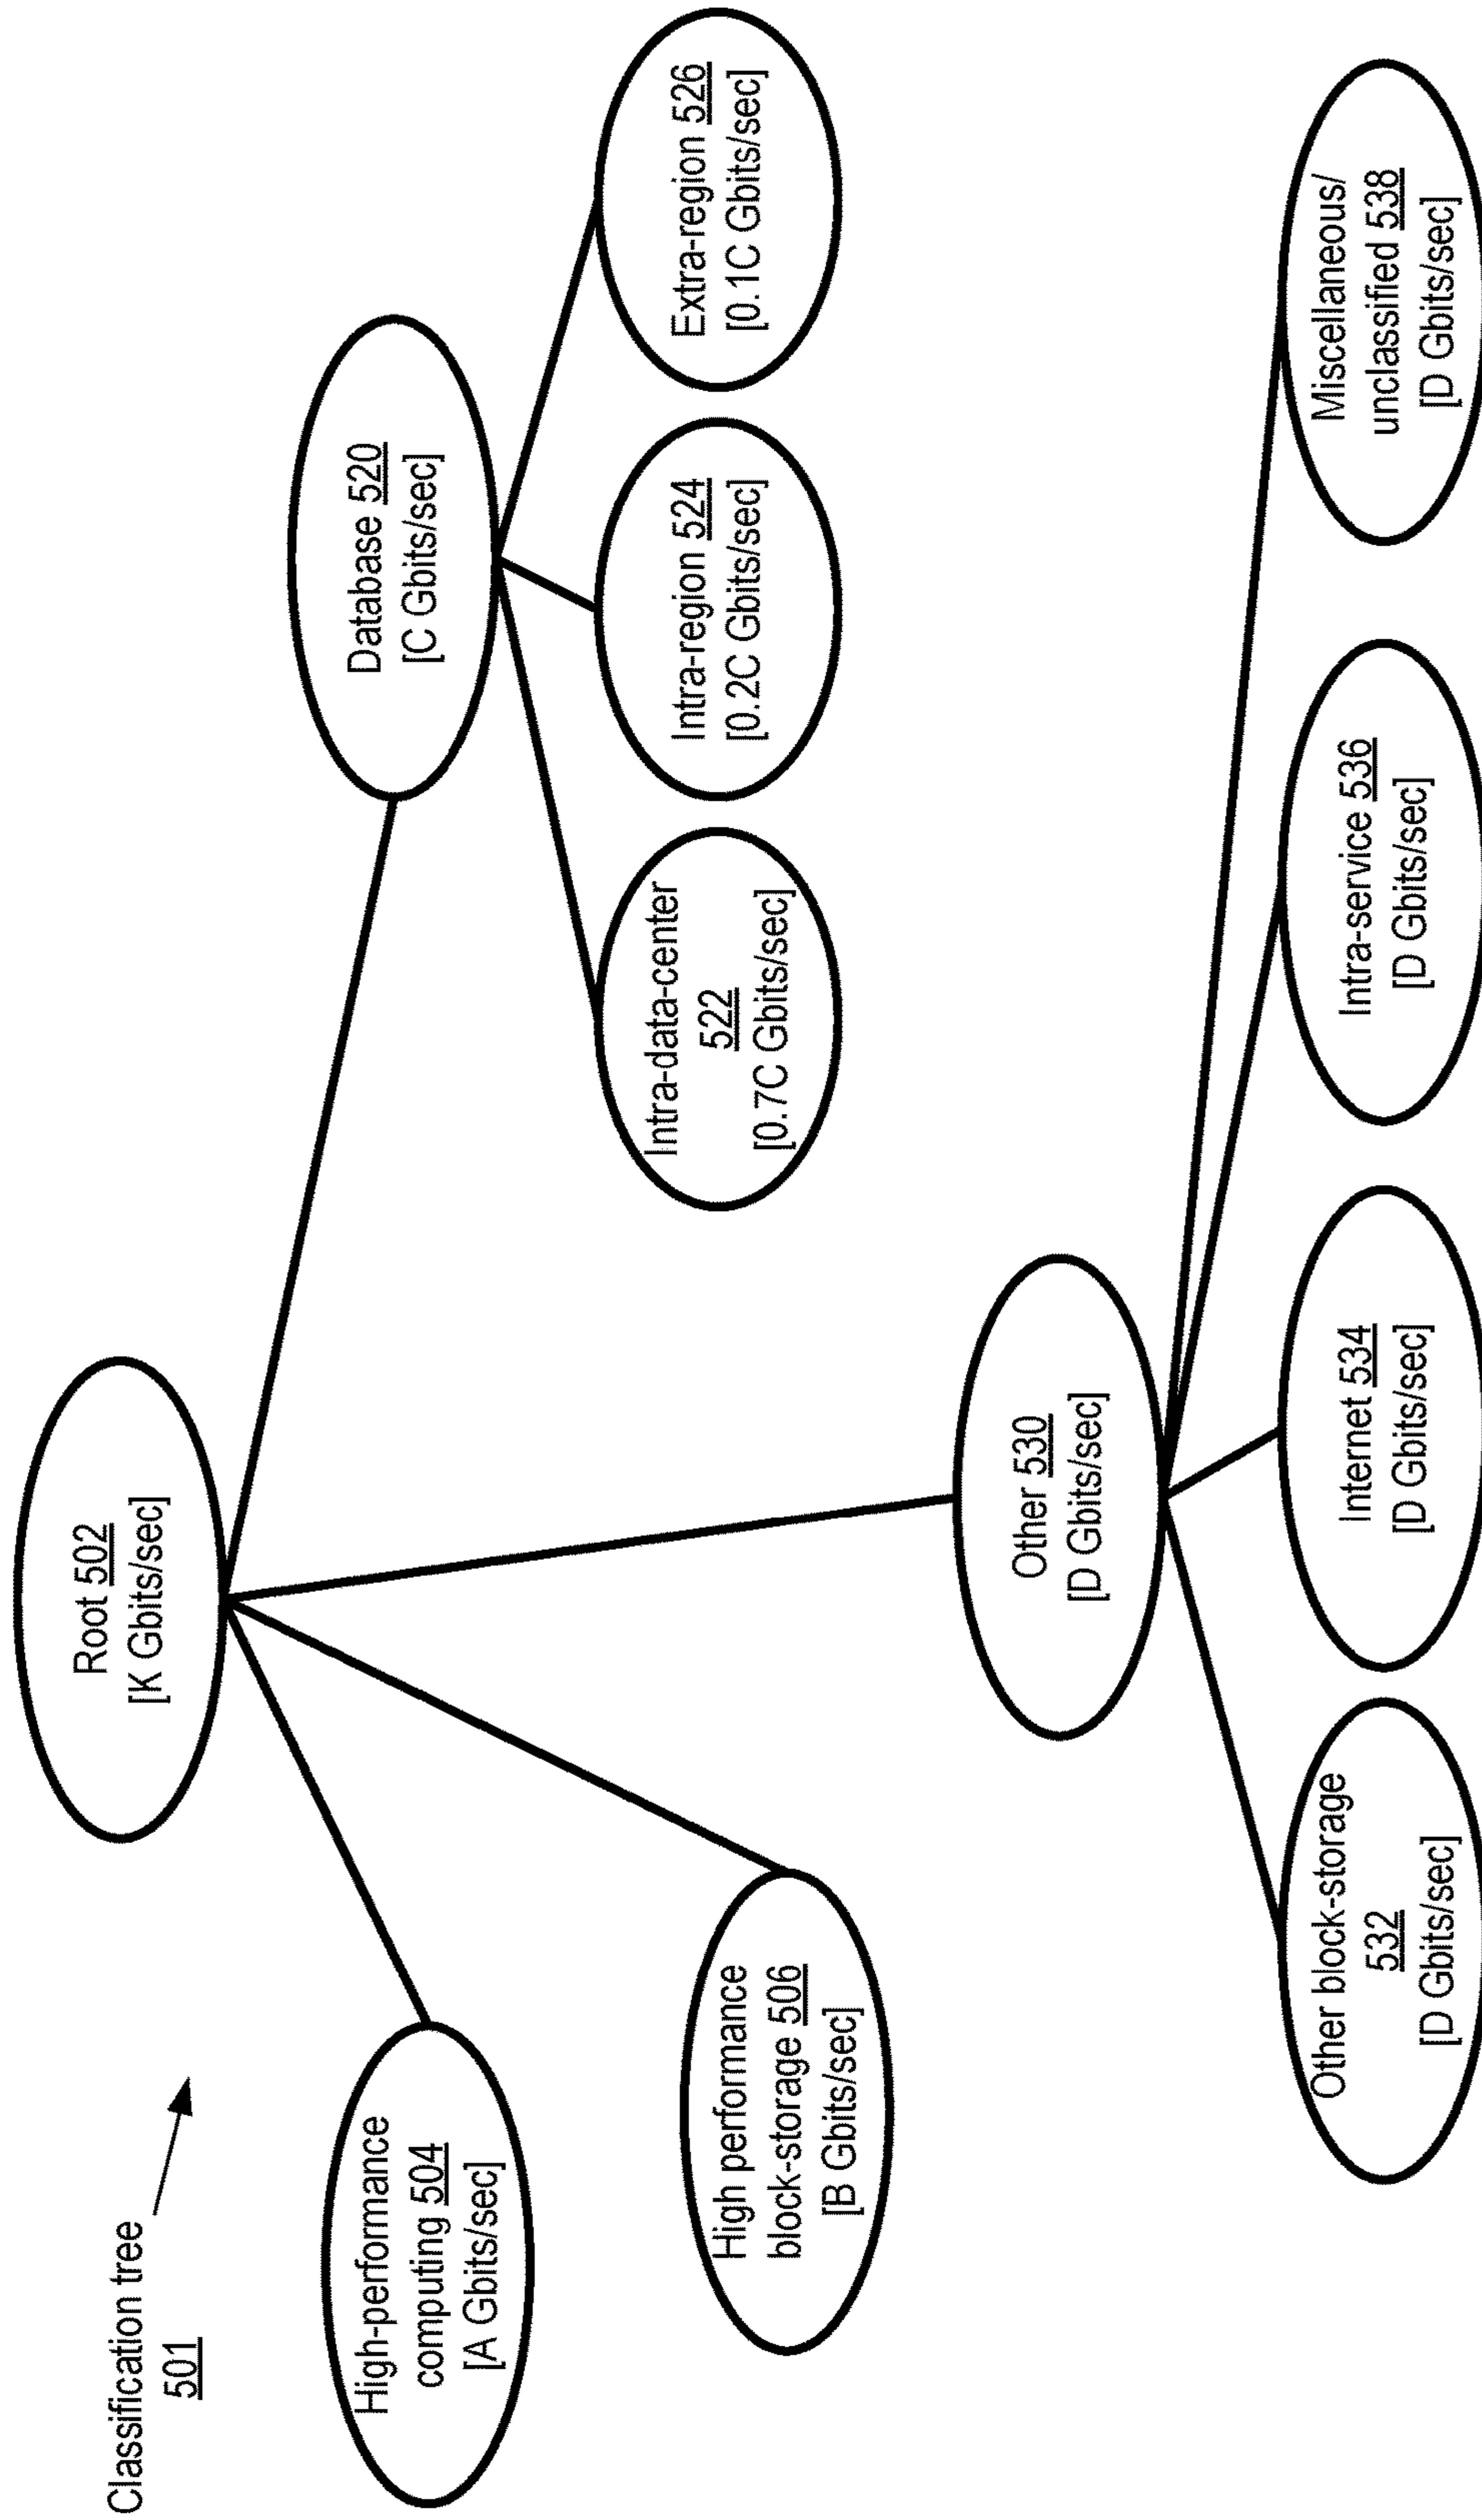 Classification tree
501
Root 502
[K Gbits/sec]
High-performance
computing 504
[A Gbits/sec]
High performance
block-storage 506
[B Gbits/sec]
Database 520
[C Gbits/sec]
Intra-data-center
522
[0.7C Gbits/sec]
Intra-region 524
[0.2C Gbits/sec]
Extra-region 526
[0.1C Gbits/sec]
Other 530
[D Gbits/sec]
Other block-storage
532
[D Gbits/sec]
Internet 534
[D Gbits/sec]
Intra-service 536
[D Gbits/sec]
Miscellaneous/
unclassified 538
[D Gbits/sec]